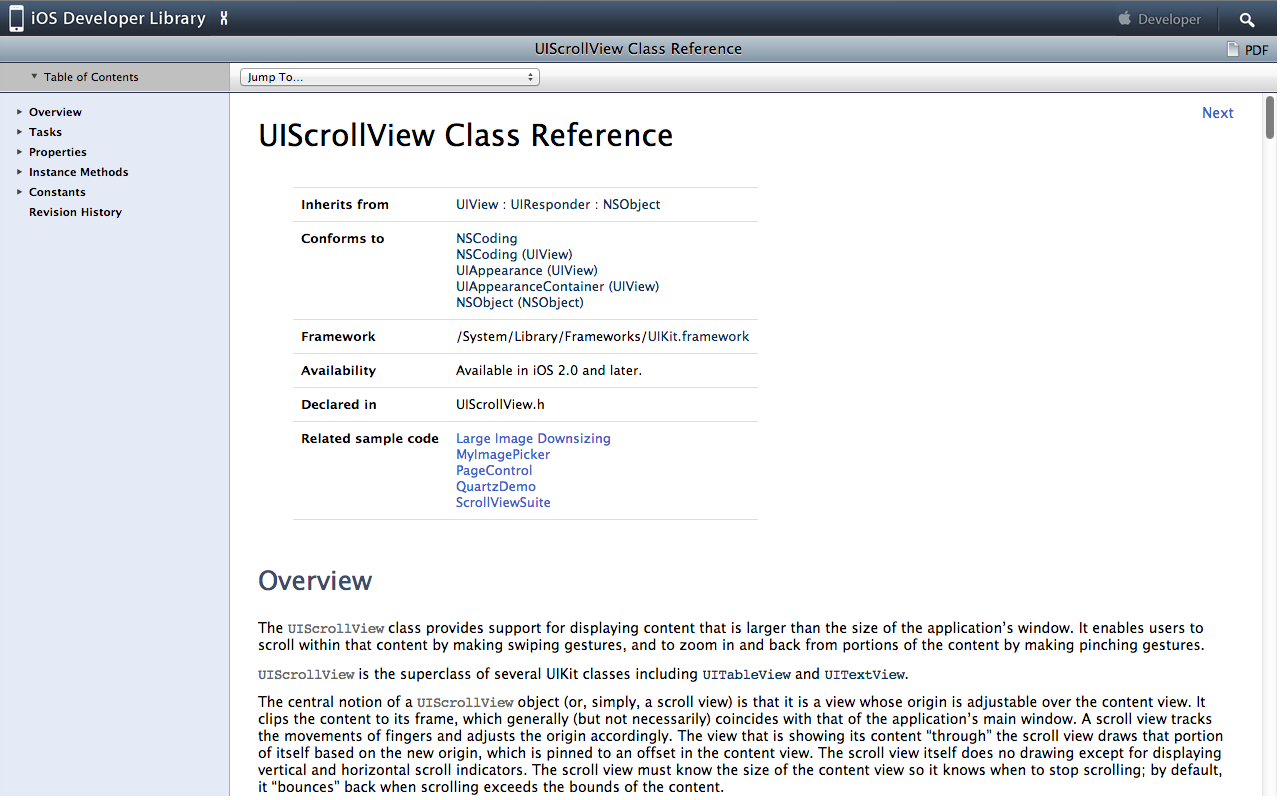 iOS Developer Library
Developer
UIScrollView Class Reference
PDF
Table of Contents
Jump To...
Overview
Tasks
Properties
Instance Methods
Constants
Revision History
Next
UIScrollView Class Reference
Inherits from UIView : UIResponder : NSObject
Conforms to NSCoding
NSCoding (UIView)
UIAppearance (UIView)
UIAppearanceContainer (UIView)
NSObject (NSObject)
Framework /System/Library/Frameworks/UIKit.framework
Availability Available in iOS 2.0 and later.
Declared in UIScrollView.h
Related sample code Large Image Downsizing
MyImagePicker
PageControl
QuartzDemo
ScrollViewSuite
Overview
The UIScrollView class provides support for displaying content that is larger than the size of the application’s window. It enables users to
scroll within that content by making swiping gestures, and to zoom in and back from portions of the content by making pinching gestures.
UIScrollView is the superclass of several UIKit classes including UITableView and UITextView.
The central notion of a UIScrollView object (or, simply, a scroll view) is that it is a view whose origin is adjustable over the content view. It
clips the content to its frame, which generally (but not necessarily) coincides with that of the application’s main window. A scroll view tracks
the movements of fingers and adjusts the origin accordingly. The view that is showing its content “through” the scroll view draws that portion
of itself based on the new origin, which is pinned to an offset in the content view. The scroll view itself does no drawing except for displaying
vertical and horizontal scroll indicators. The scroll view must know the size of the content view so it knows when to stop scrolling; by default,
it “bounces” back when scrolling exceeds the bounds of the content.